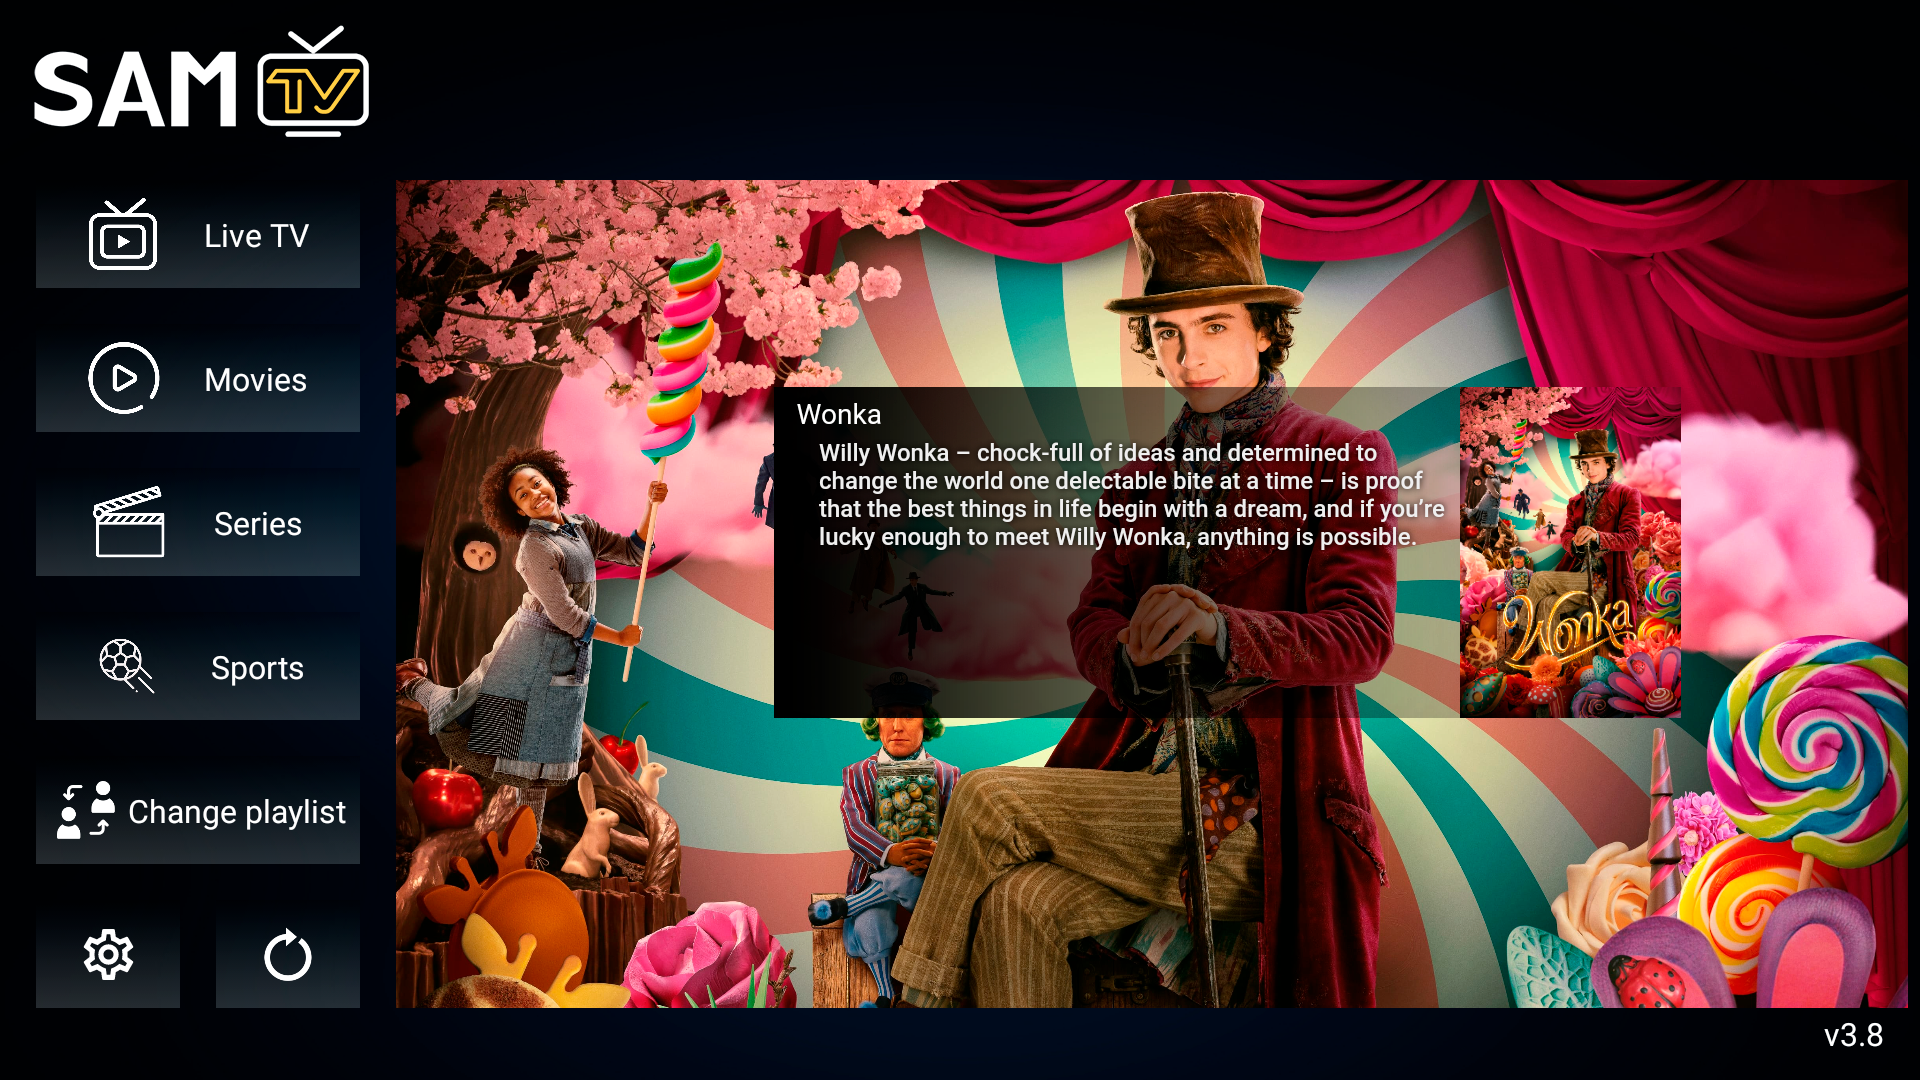 SAM TV
Live TV
Movies
Series
Sports
Change playlist
Wonka
Willy Wonka – chock-full of ideas and determined to
change the world one delectable bite at a time – is proof
that the best things in life begin with a dream, and if you’re
lucky enough to meet Willy Wonka, anything is possible.
Wonka
v3.8